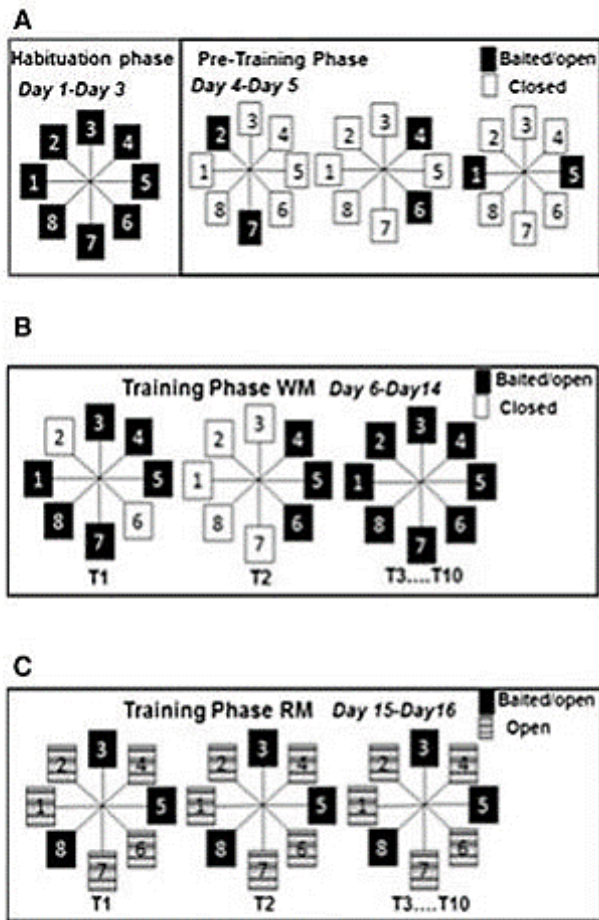 A
Habituation phase
Day 1-Day 3
3
2 4
1 5
8 6
7
Pre-Training Phase
Day 4-Day 5
Baited/open
Closed
3
2 4
1 5
8 6
7
3
2 4
1 5
8 6
7
3
2 4
1 5
8 6
7
B
Training Phase WM Day 6-Day14
Baited/open
Closed
3
2 4
1 5
8 6
7
T1
3
2 4
1 5
8 6
7
T2
3
2 4
1 5
8 6
7
T3....T10
C
Training Phase RM Day 15-Day16
Baited/open
Open
3
2 4
1 5
8 6
7
T1
3
2 4
1 5
8 6
7
T2
3
2 4
1 5
8 6
7
T3....T10